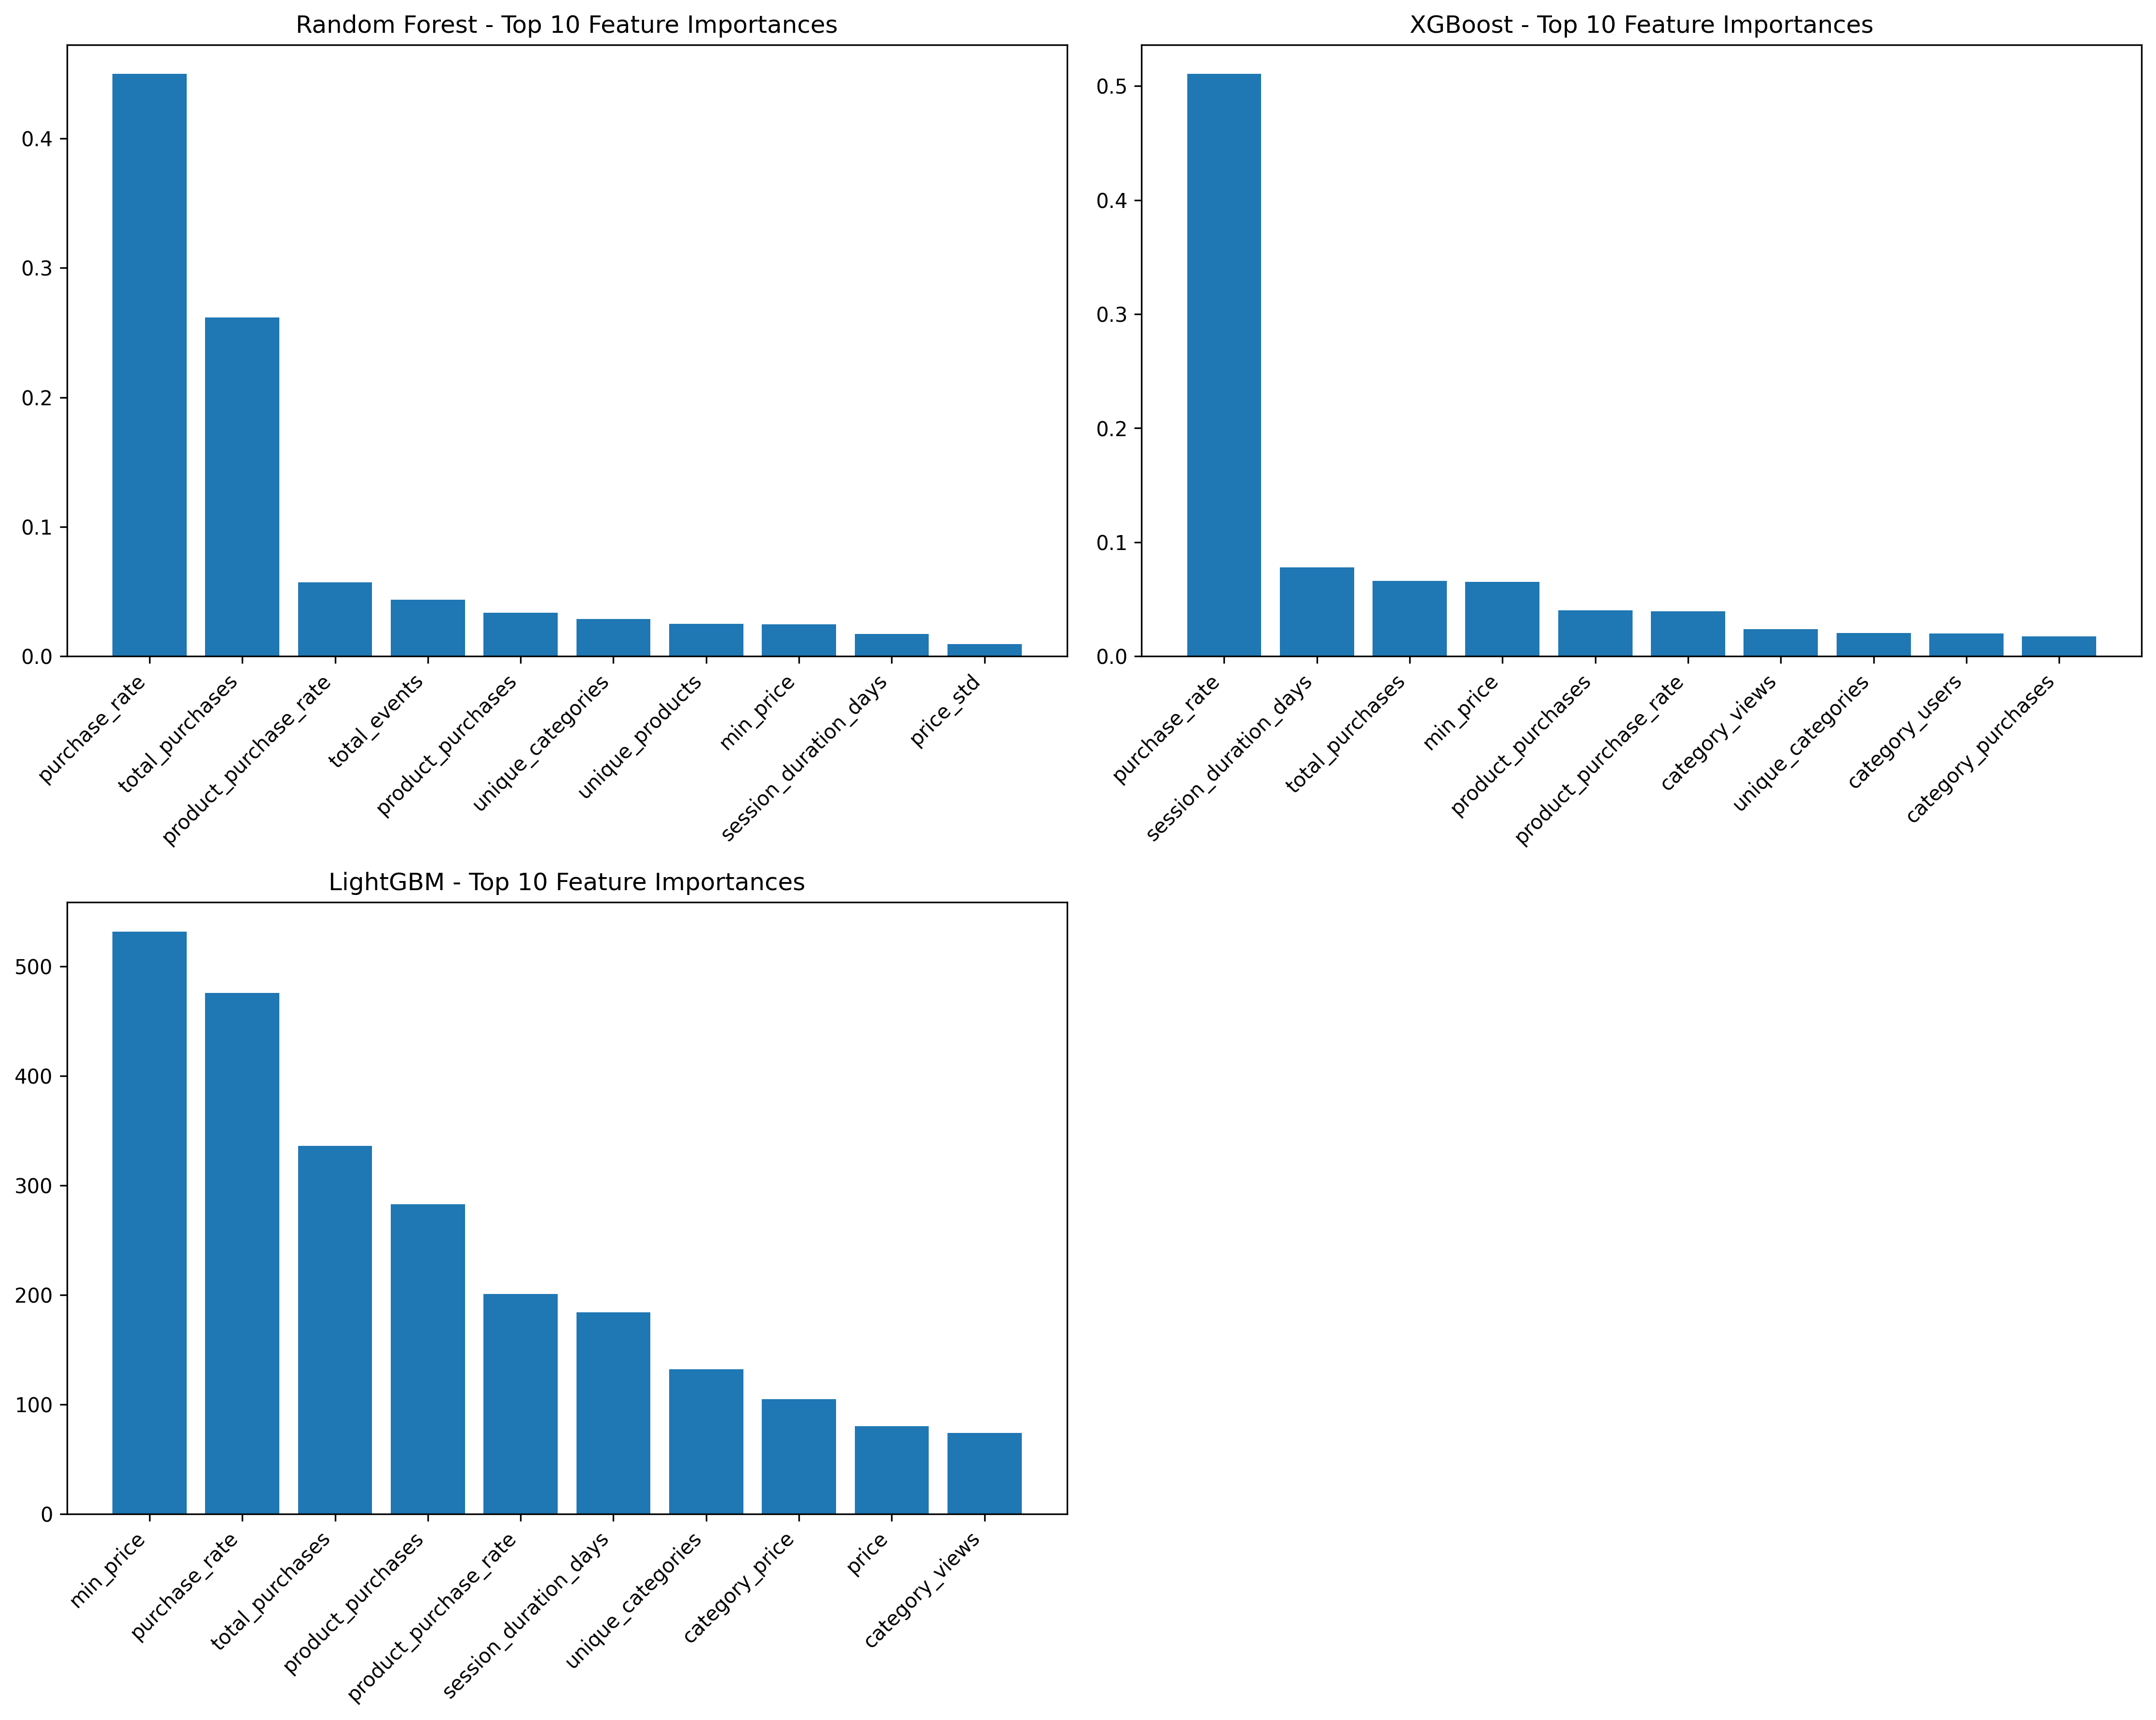 Random Forest - Top 10 Feature Importances
0.4
0.3
0.2
0.1
0.0
purchase_rate
total_purchases
product_purchase_rate
total_events
product_purchases
unique_categories
unique_products
min_price
session_duration_days
price_std
XGBoost - Top 10 Feature Importances
0.5
0.4
0.3
0.2
0.1
0.0
purchase_rate
session_duration_days
total_purchases
min_price
product_purchases
product_purchase_rate
category_views
unique_categories
category_users
category_purchases
LightGBM - Top 10 Feature Importances
500
400
300
200
100
0
min_price
purchase_rate
total_purchases
product_purchases
product_purchase_rate
session_duration_days
unique_categories
category_price
price
category_views